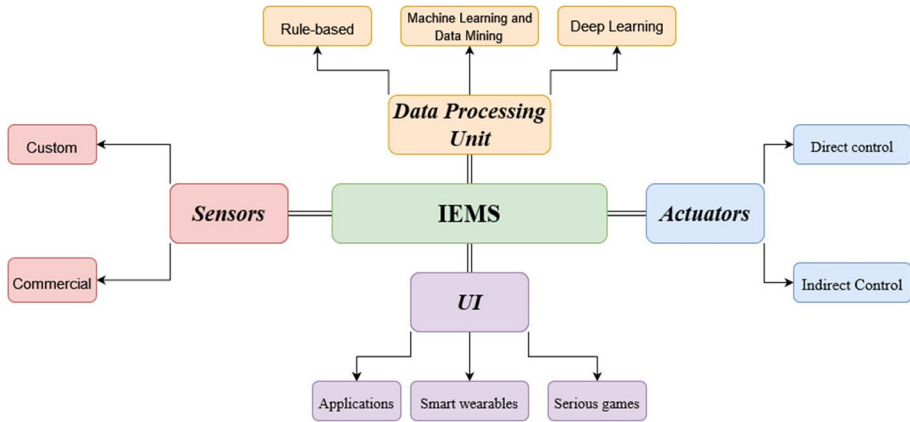 Rule-based
Machine Learning and
Data Mining
Deep Learning
Data Processing
Unit
Custom
Direct control
Sensors
IEMS
Actuators
Commercial
Indirect Control
UI
Applications
Smart wearables
Serious games